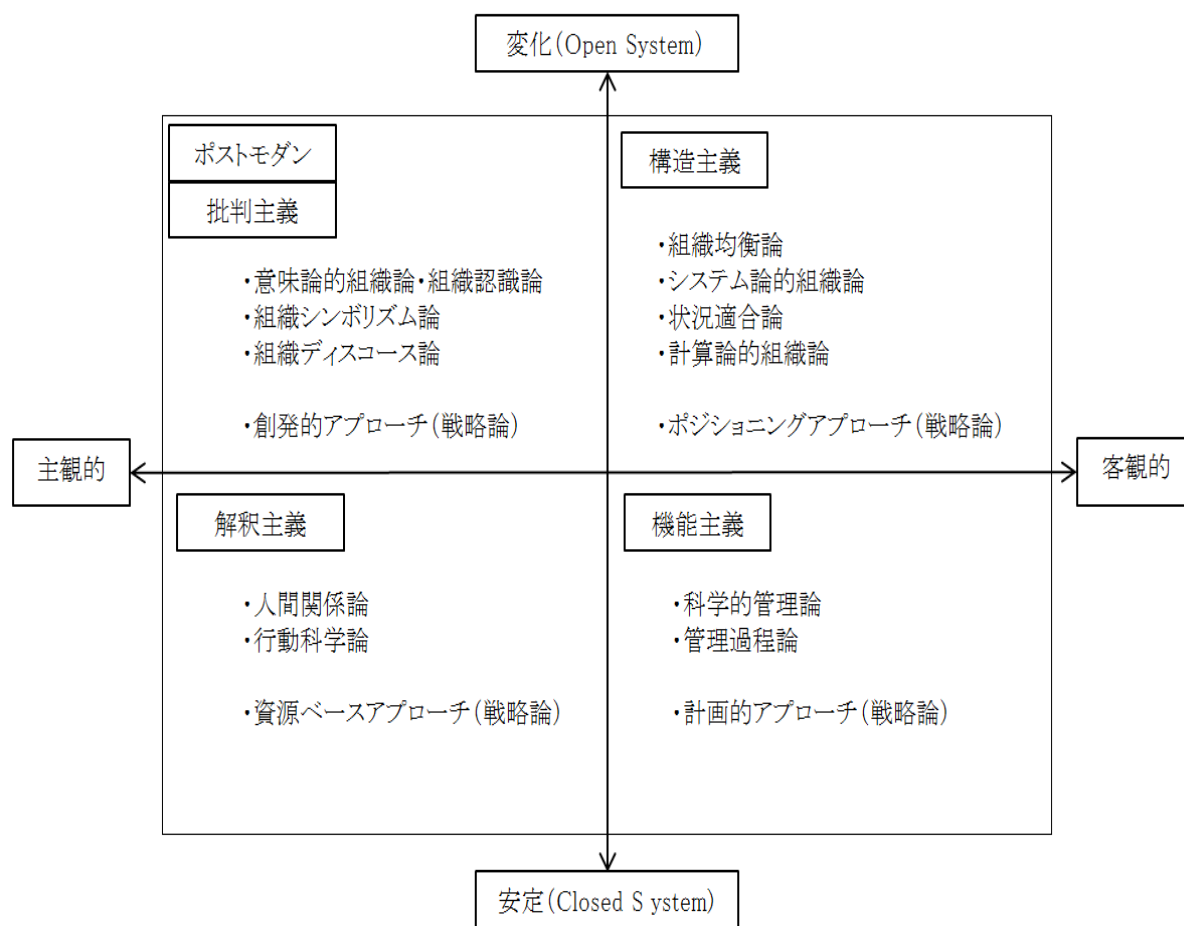 変化(Open System)
ポストモダン
批判主義
・意味論的組織論・組織認識論
・組織シンボリズム論
・組織ディスコース論
・創発的アプローチ(戦略論)
構造主義
・組織均衡論
・システム論的組織論
・状況適合論
・計算論的組織論
・ポジショニングアプローチ(戦略論)
主観的
客観的
解釈主義
・人間関係論
・行動科学論
・資源ベースアプローチ(戦略論)
機能主義
・科学的管理論
・管理過程論
・計画的アプローチ(戦略論)
安定(Closed S ystem)